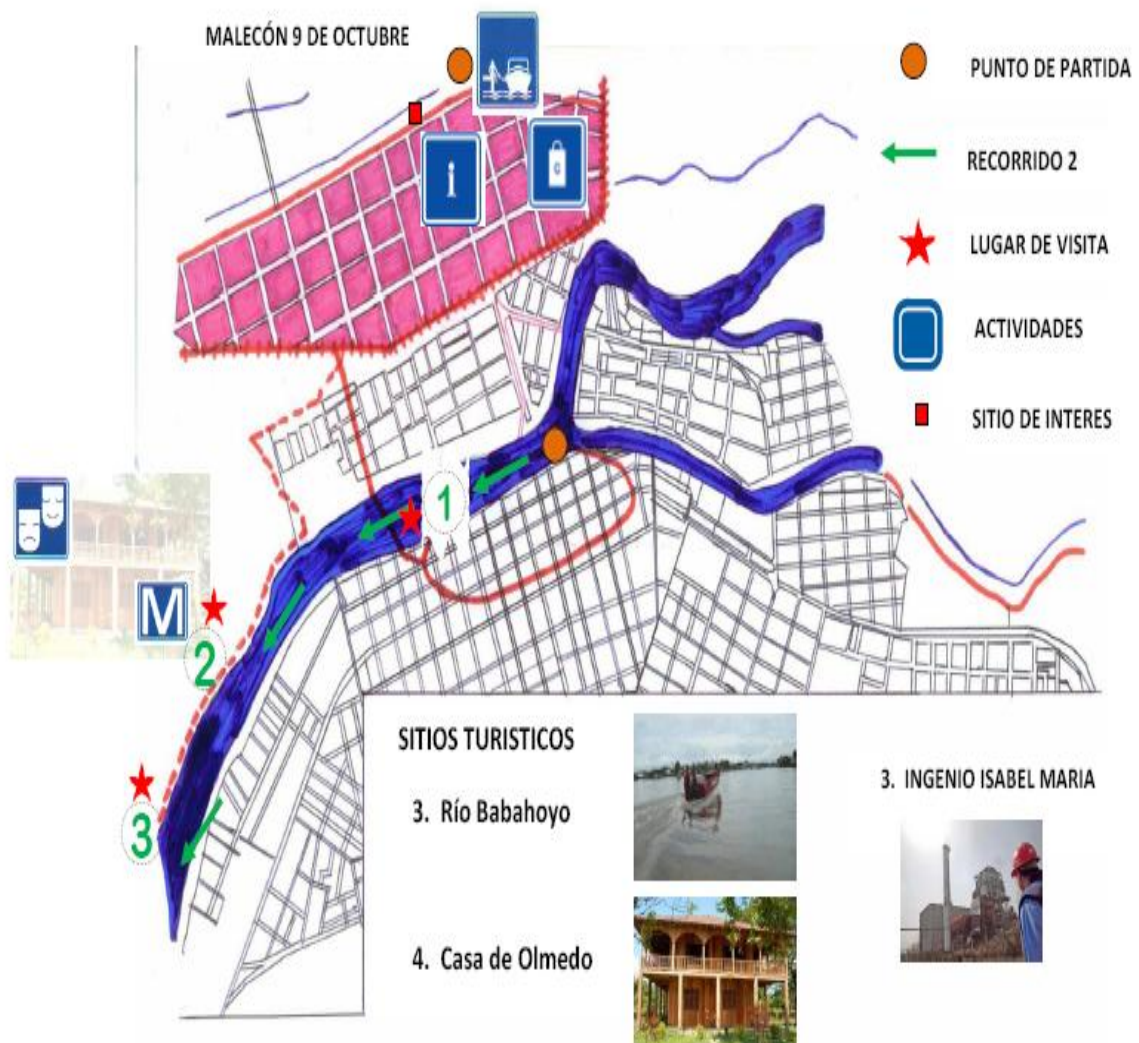 MALECÓN 9 DE OCTUBRE
PUNTO DE PARTIDA
RECORRIDO 2
LUGAR DE VISITA
ACTIVIDADES
SITIO DE INTERES
i
G
1
M
2
3
SITIOS TURISTICOS
3. Río Babahoyo
4. Casa de Olmedo
3. INGENIO ISABEL MARIA